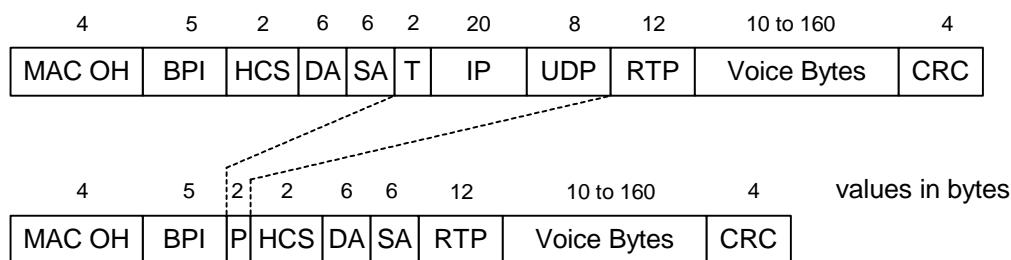 4 5 2 6 6 2 20 8 12 10 to 160 4
MAC OH BPI HCS DA SA T IP UDP RTP Voice Bytes CRC
4 5 2 2 6 6 12 10 to 160 4 values in bytes
MAC OH BPI P HCS DA SA RTP Voice Bytes CRC